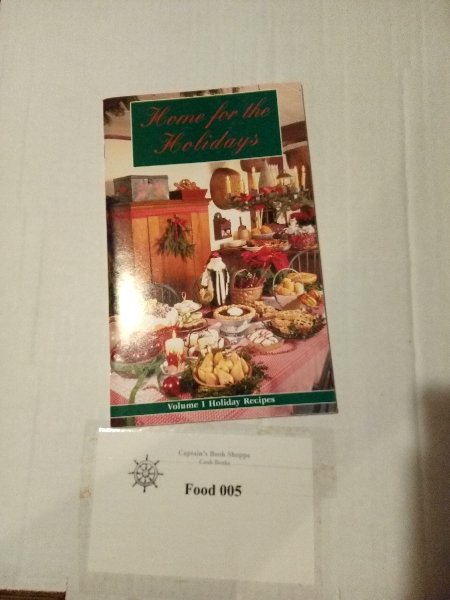 Home for the
Holidays
Volume 1 Holiday Recipes
Captain's Book Shoppe
Cook Books
Food 005